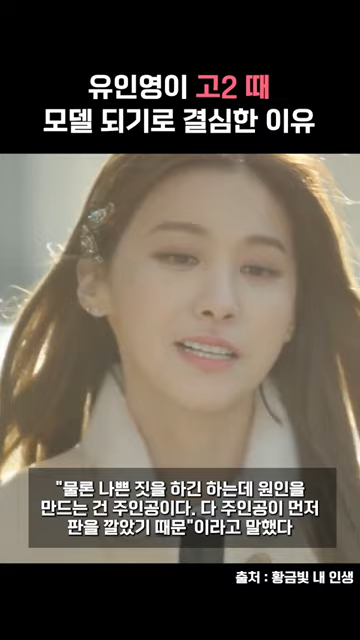 유인영이 고2 때
모델 되기로 결심한 이유
"물론 나쁜 짓을 하긴 하는데 원인을
만드는 건 주인공이다. 다 주인공이 먼저
판을 깔았기 때문"이라고 말했다
출처 : 황금빛 내 인생